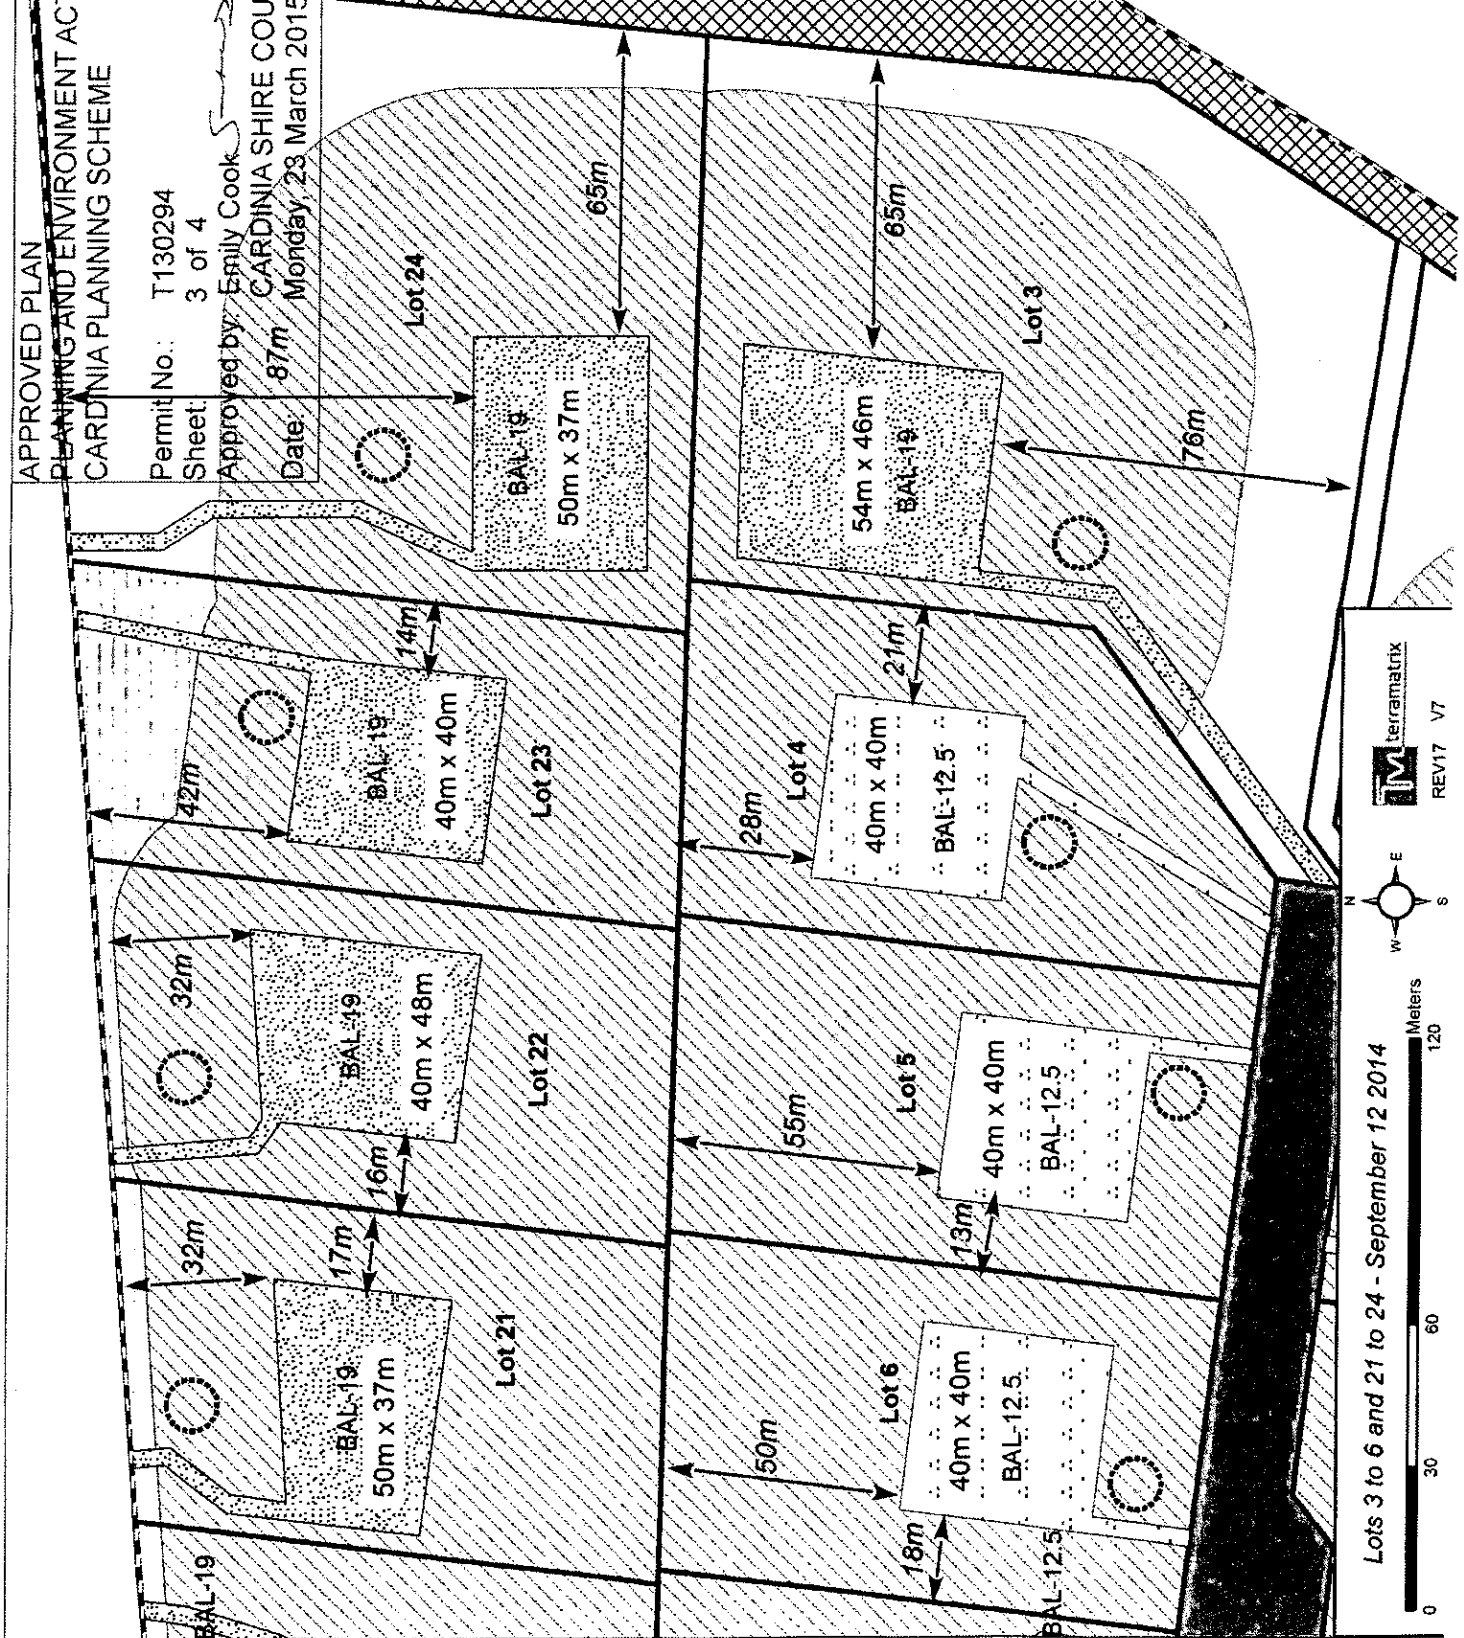 APPROVED PLAN
PLANNING AND ENVIRONMENT AC
CARDINIA PLANNING SCHEME
Permit No.: T130294
Sheet: 3 of 4
Approved by: Emily Cook
CARDINIA SHIRE COU
Date: Monday, 23 March 2015
87m
Lot 24
65m
BAL-19
50m x 37m
14m
42m
BAL-19
40m x 40m
Lot 23
32m
BAL-19
40m x 48m
Lot 22
16m
32m
17m
BAL-19
50m x 37m
Lot 21
BAL-19
65m
Lot 3
54m x 46m
BAL-19
76m
21m
Lot 4
40m x 40m
BAL-12.5
28m
Lot 5
40m x 40m
BAL-12.5
55m
13m
Lot 6
40m x 40m
BAL-12.5
50m
18m
BAL-12.5
Lots 3 to 6 and 21 to 24 - September 12 2014
0 30 60 120
Meters
N
W E
S
TM terramatrix
REV17 V7